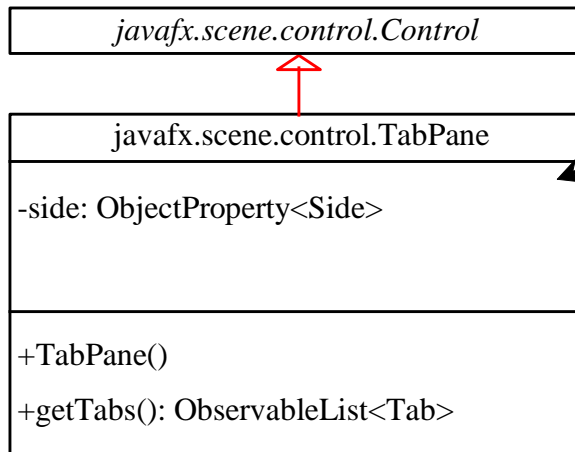 javafx.scene.control.Control
javafx.scene.control.TabPane
-side: ObjectProperty<Side>
+TabPane()
+getTabs(): ObservableList<Tab>